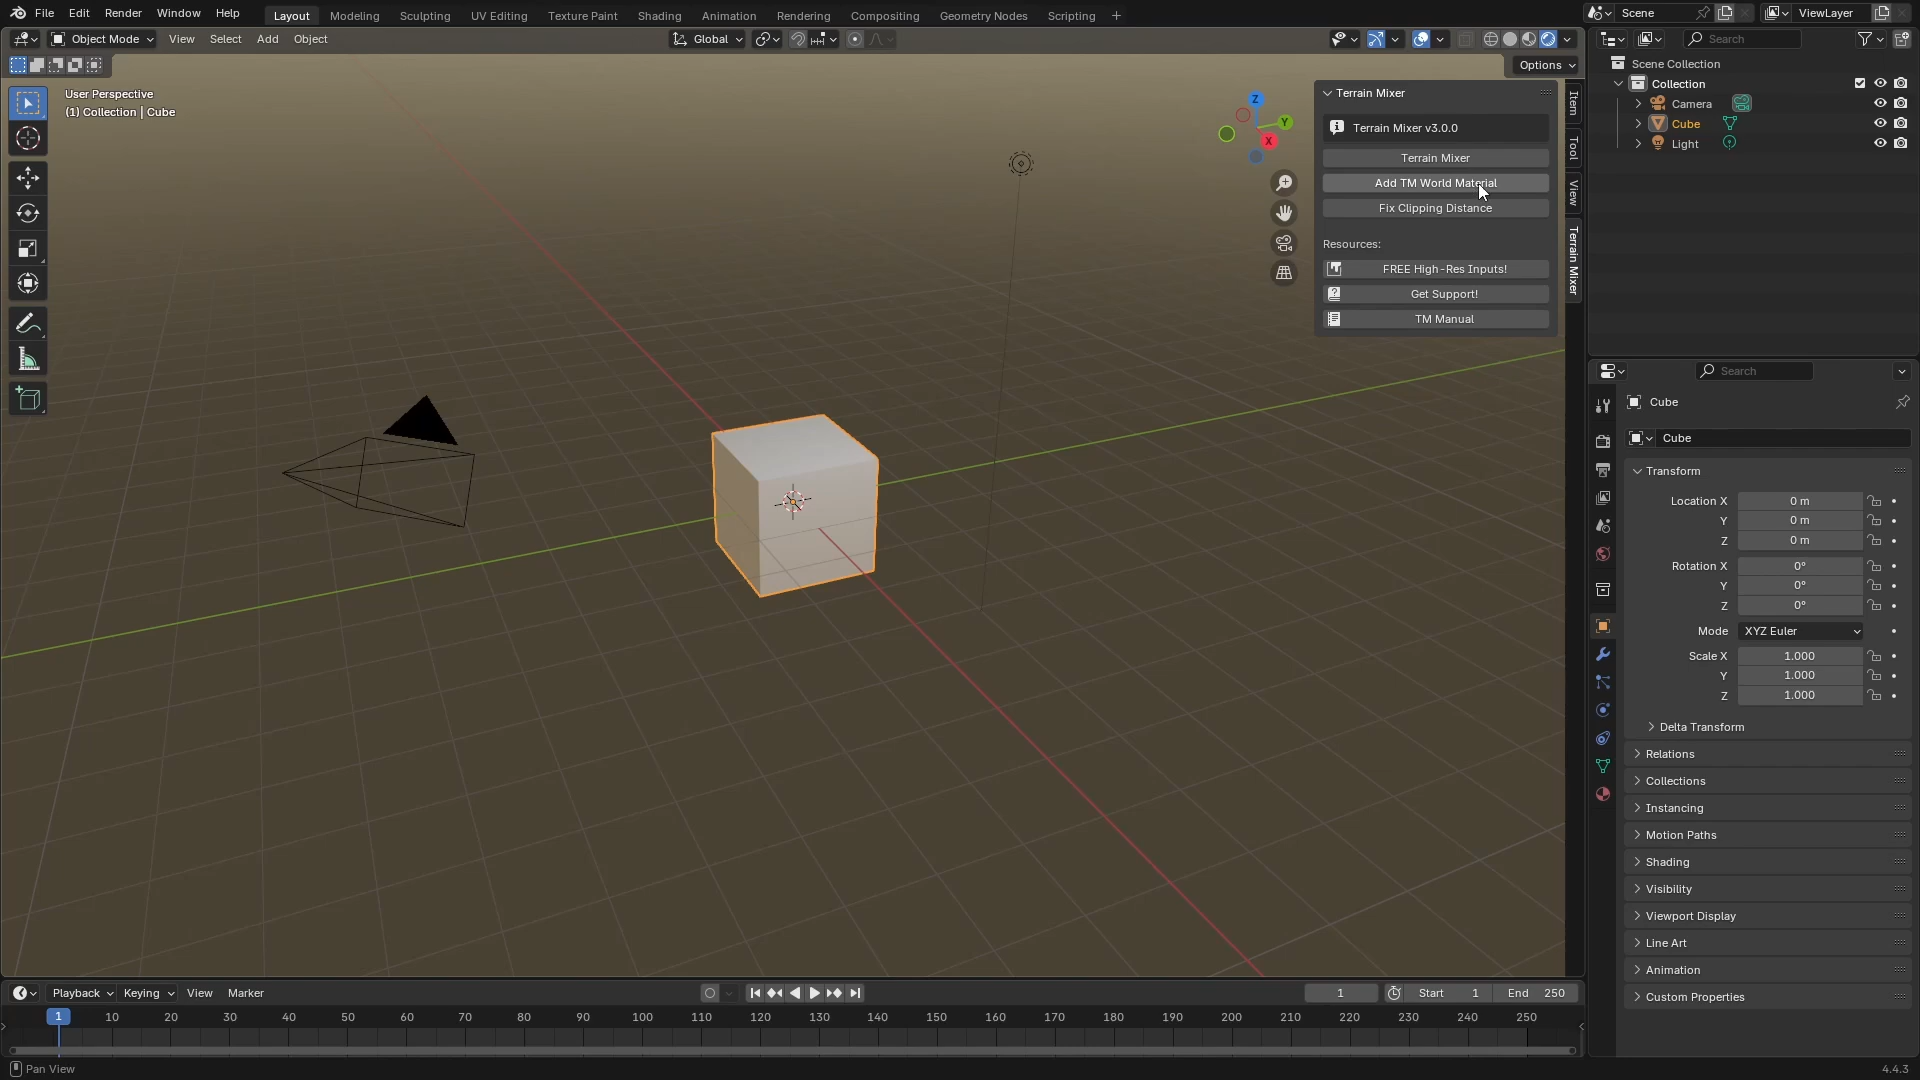 File Edit Render Window Help Layout Modeling Sculpting UV Editing Texture Paint Shading Animation Rendering Compositing Geometry Nodes Scripting + Scene ViewLayer
Object Mode View Select Add Object Global Search
Options
User Perspective
(1) Collection | Cube
Z
Y
X
Terrain Mixer
Terrain Mixer v3.0.0
Terrain Mixer
Add TM World Material
Fix Clipping Distance
Resources:
FREE High-Res Inputs!
Get Support!
TM Manual
Item
Tool
View
Terrain Mixer
Scene Collection
Collection
Camera
Cube
Light
Search
Cube
Cube
Transform
Location X 0 m
Y 0 m
Z 0 m
Rotation X 0°
Y 0°
Z 0°
Mode XYZ Euler
Scale X 1.000
Y 1.000
Z 1.000
Delta Transform
Relations
Collections
Instancing
Motion Paths
Shading
Visibility
Viewport Display
Line Art
Animation
Custom Properties
Playback Keying View Marker 1 Start 1 End 250
1 10 20 30 40 50 60 70 80 90 100 110 120 130 140 150 160 170 180 190 200 210 220 230 240 250
Pan View 4.4.3